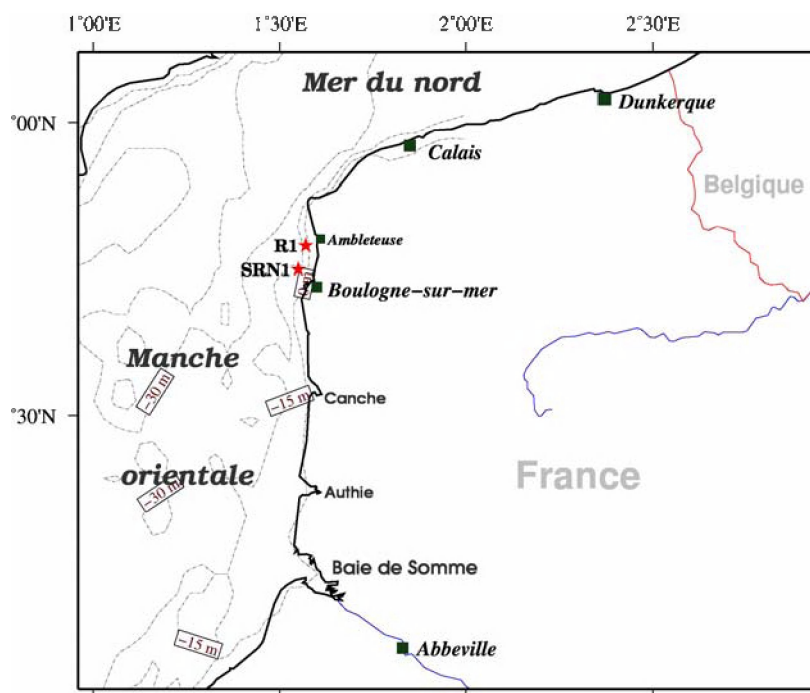 1˚00'E 1˚30'E 2˚00'E 2˚30'E
Mer du nord
Dunkerque
˚00'N
Calais
Belgique
Ambleteuse
R1
SRN1
0 m
Boulogne−sur−mer
Manche
−30 m
−15 m
Canche
˚30'N
orientale
−30 m
France
Authie
Baie de Somme
−15 m
Abbeville